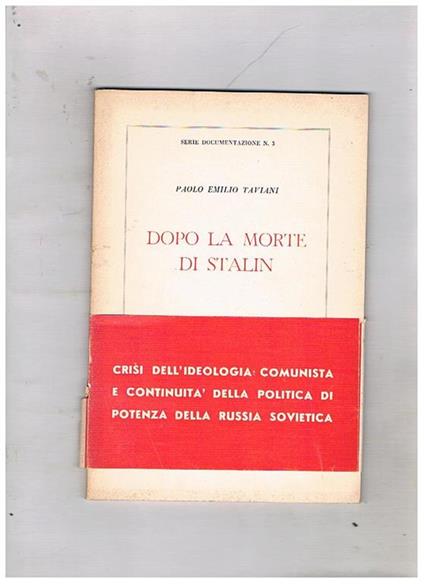 SERIE DOCUMENTAZIONE N. 3
PAOLO EMILIO TAVIANI
DOPO LA MORTE
DI STALIN
CRISI DELL'IDEOLOGIA COMUNISTA
E CONTINUITA' DELLA POLITICA DI
POTENZA DELLA RUSSIA SOVIETICA